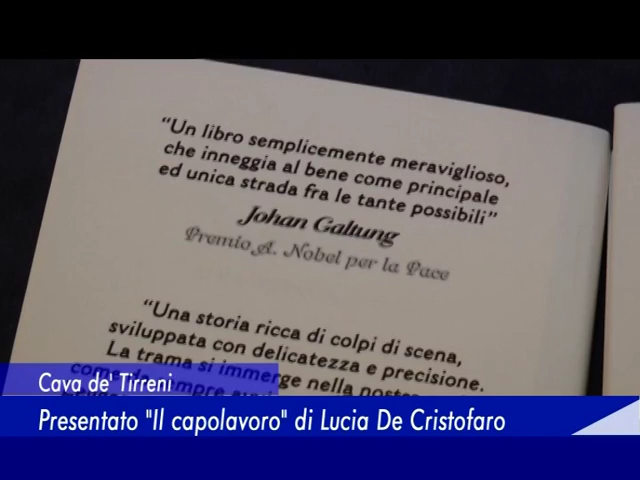 “Un libro semplicemente meraviglioso,
che inneggia al bene come principale
ed unica strada fra le tante possibili”
Johan Galtung
Premio A. Nobel per la Pace
“Una storia ricca di colpi di scena,
sviluppata con delicatezza e precisione.
La trama si immerge nella
Cava de' Tirreni
Presentato "Il capolavoro" di Lucia De Cristofaro